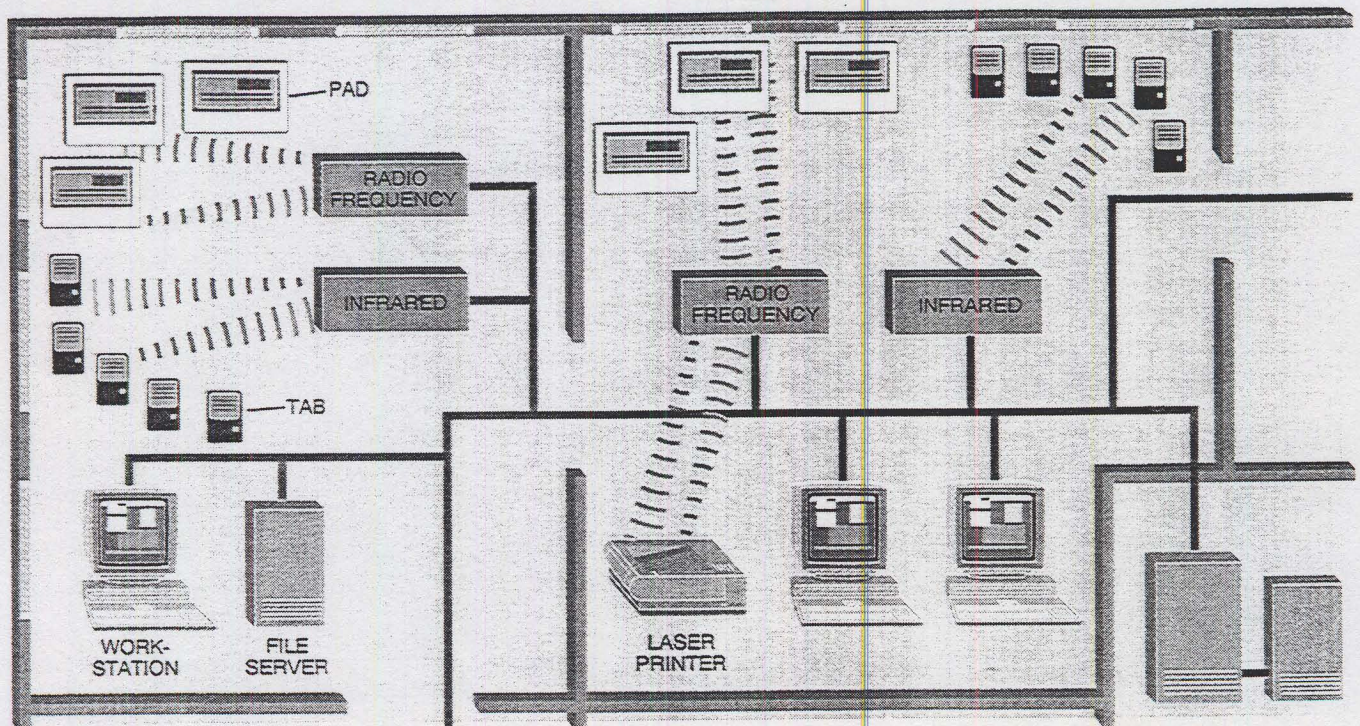 PAD
RADIO
FREQUENCY
INFRARED
TAB
RADIO
FREQUENCY
INFRARED
WORK-
STATION
FILE
SERVER
LASER
PRINTER